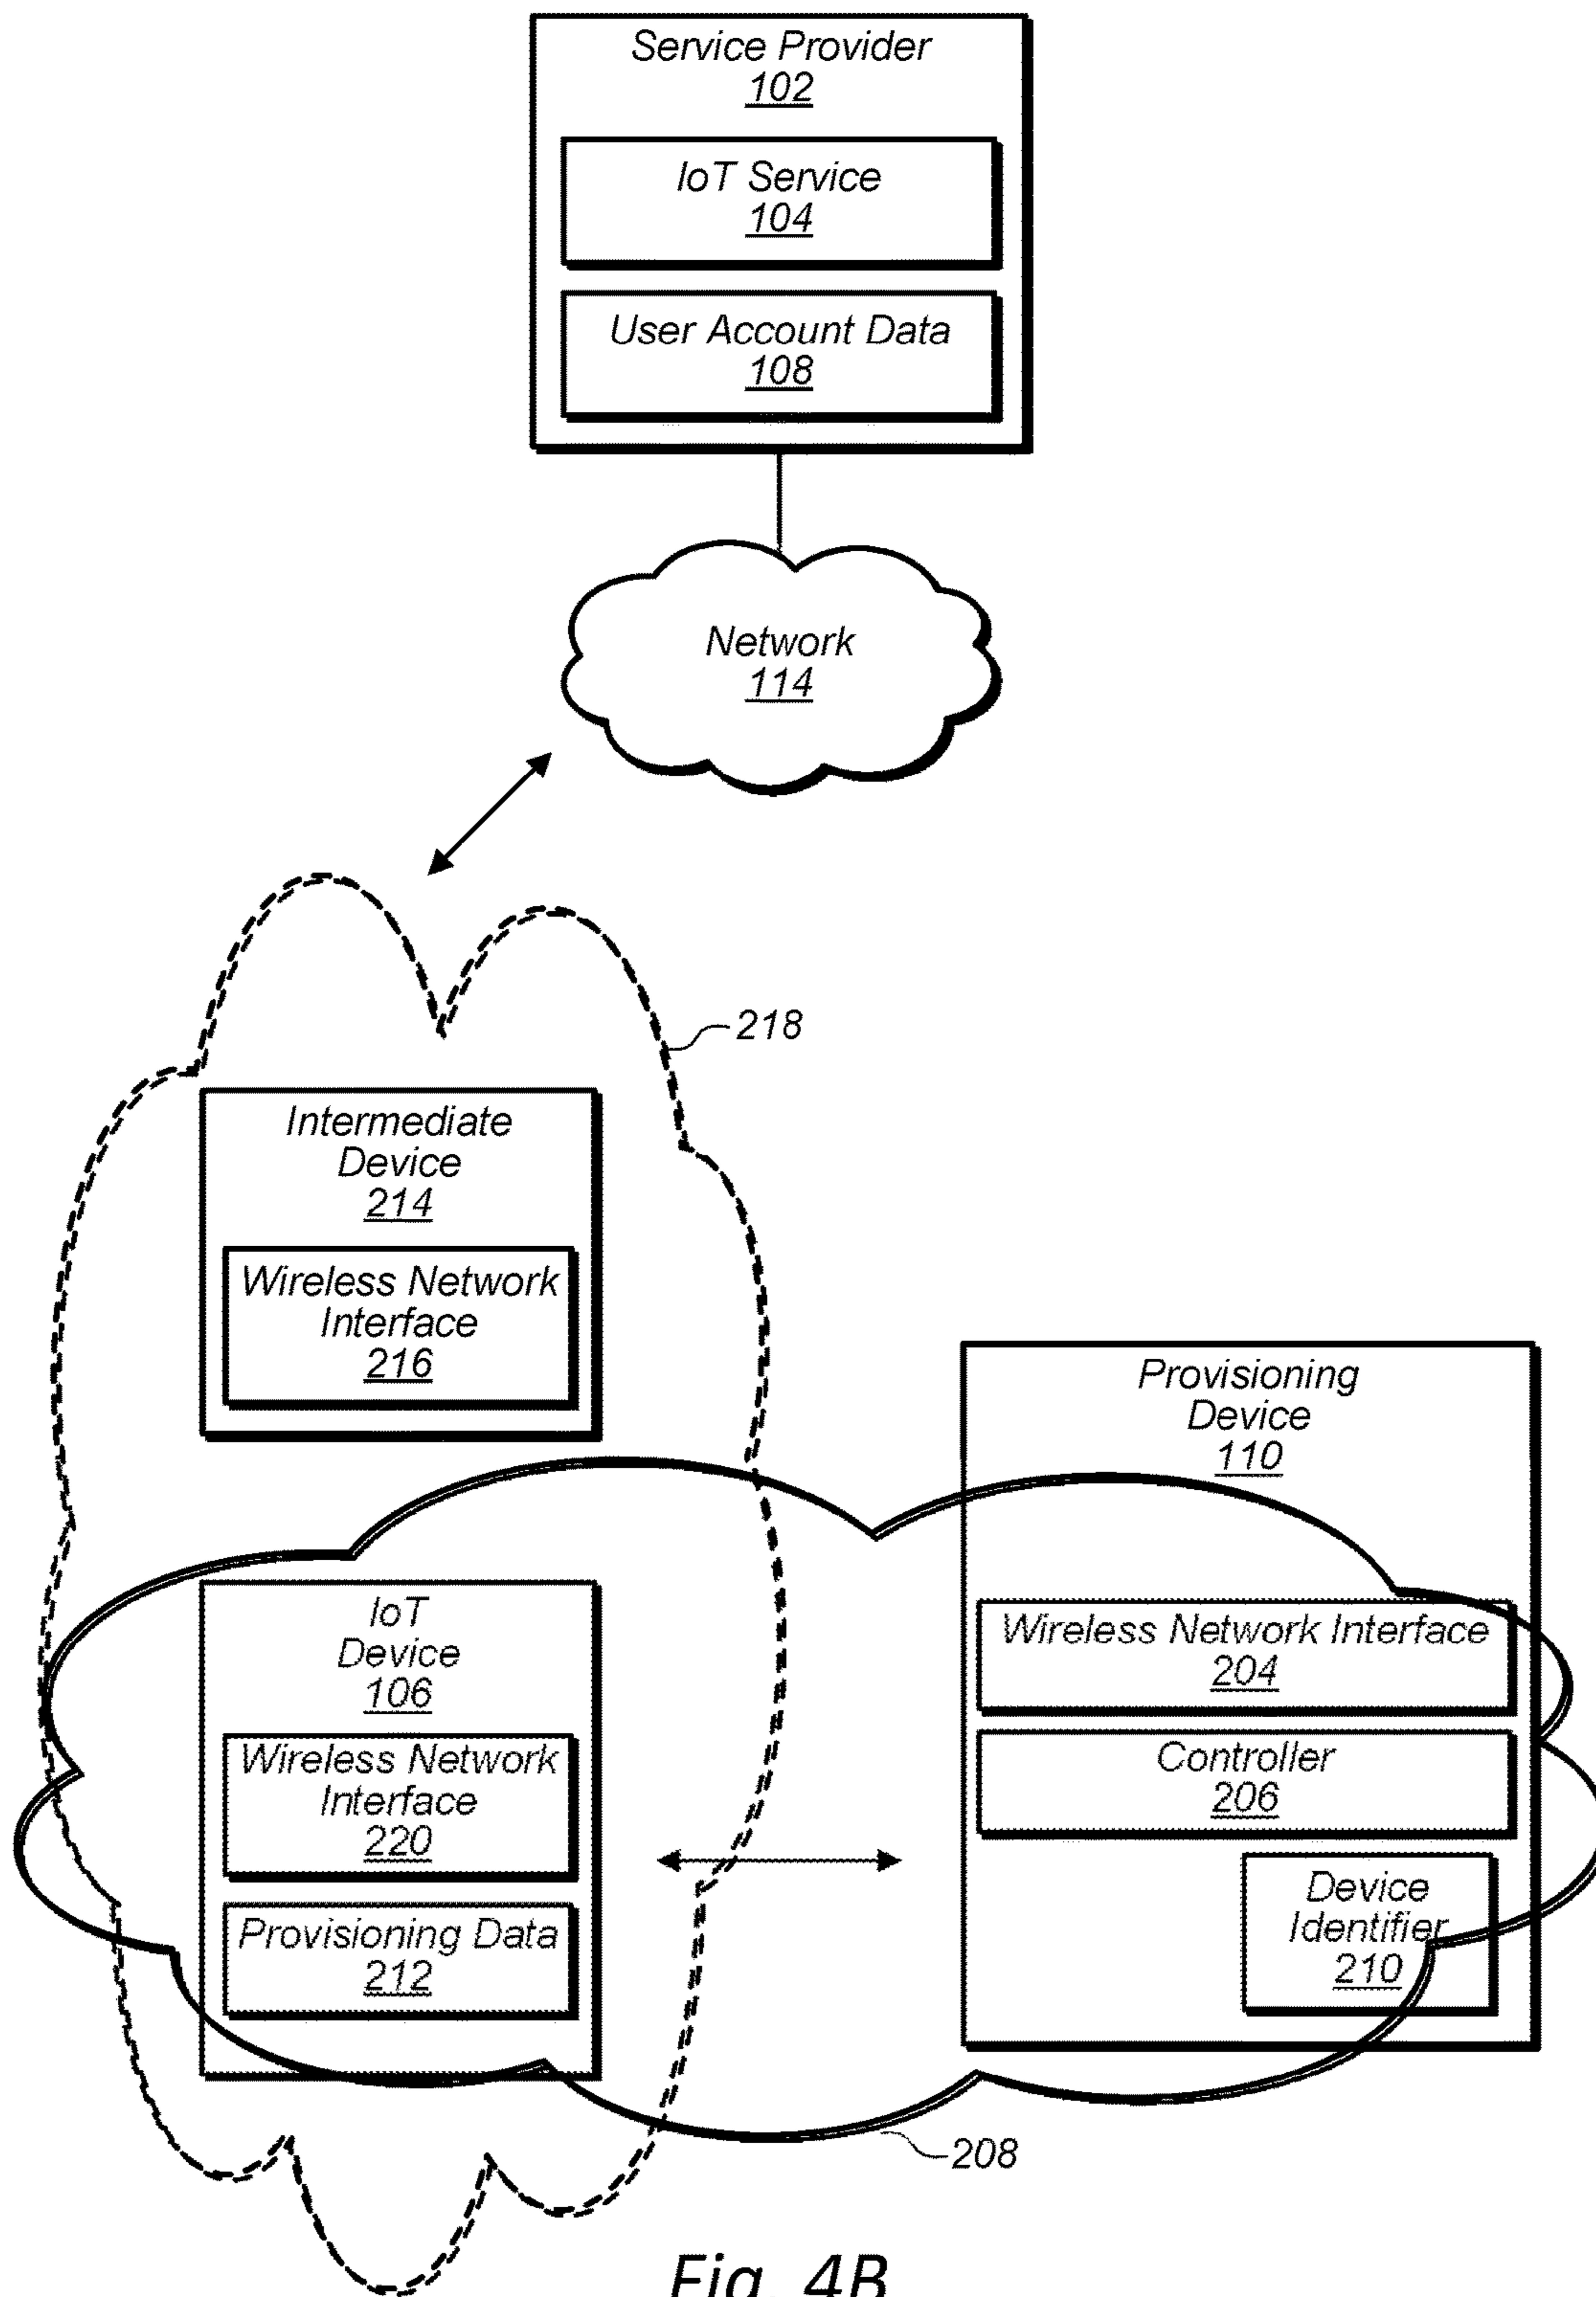 Service Provider
102
IoT Service
104
User Account Data
108
Network
114
218
Intermediate
Device
214
Wireless Network
Interface
216
Provisioning
Device
110
IoT
Device
106
Wireless Network Interface
204
Wireless Network
Interface
220
Controller
206
Provisioning Data
212
Device
Identifier
210
208
Fig. 4B